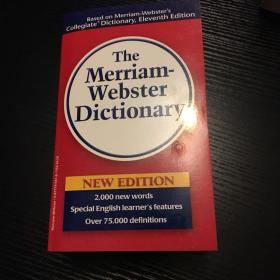 Based on Merriam-Webster's
Collegiate® Dictionary, Eleventh Edition
The
Merriam-
Webster
Dictionary
NEW EDITION
2,000 new words
Special English learner's features
Over 75,000 definitions